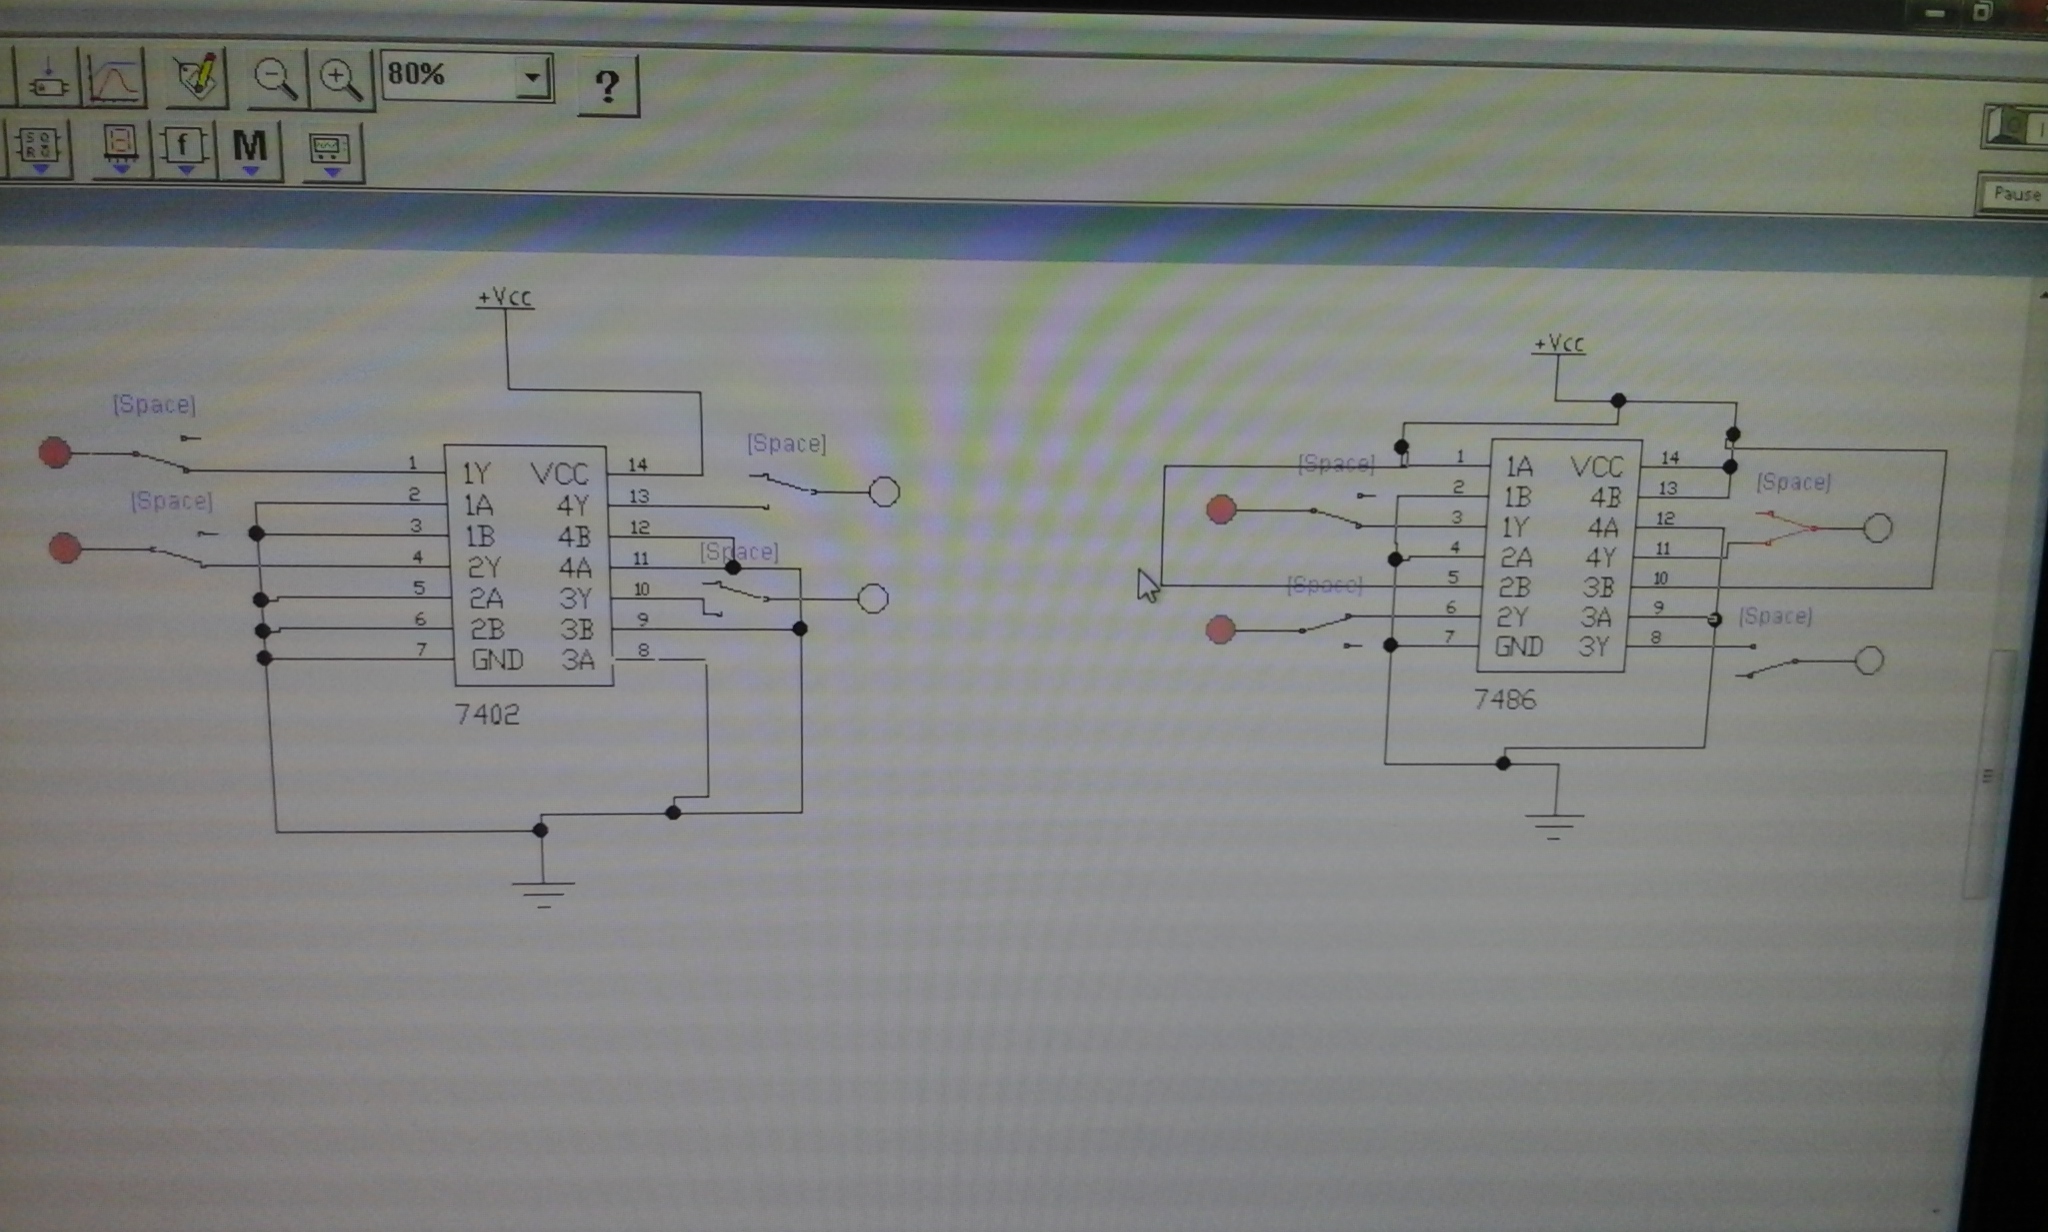 80%
?
S Q
R Q
f
M
Pause
+Vcc
[Space]
[Space]
1 1Y VCC 14
2 1A 4Y 13
3 1B 4B 12
4 2Y 4A 11
5 2A 3Y 10
6 2B 3B 9
7 GND 3A 8
7402
[Space]
[Space]
+Vcc
[Space]
[Space]
1 1A VCC 14
2 1B 4B 13
3 1Y 4A 12
4 2A 4Y 11
5 2B 3B 10
6 2Y 3A 9
7 GND 3Y 8
7486
[Space]
[Space]